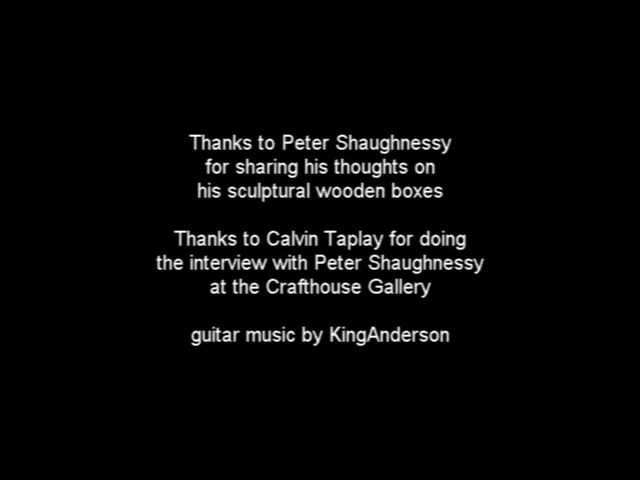 Thanks to Peter Shaughnessy
for sharing his thoughts on
his sculptural wooden boxes
Thanks to Calvin Taplay for doing
the interview with Peter Shaughnessy
at the Crafthouse Gallery
guitar music by KingAnderson